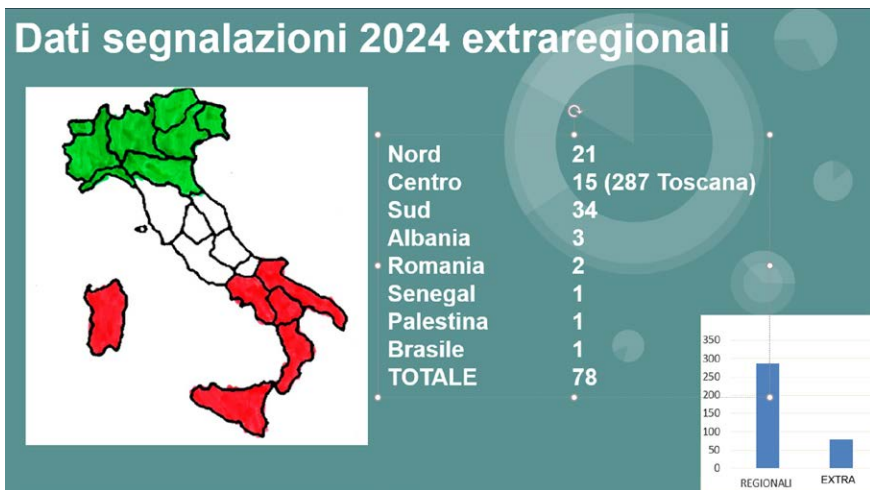 Dati segnalazioni 2024 extraregionali
Nord 21
Centro 15 (287 Toscana)
Sud 34
Albania 3
Romania 2
Senegal 1
Palestina 1
Brasile 1
TOTALE 78
350
300
250
200
150
100
50
0
REGIONALI EXTRA